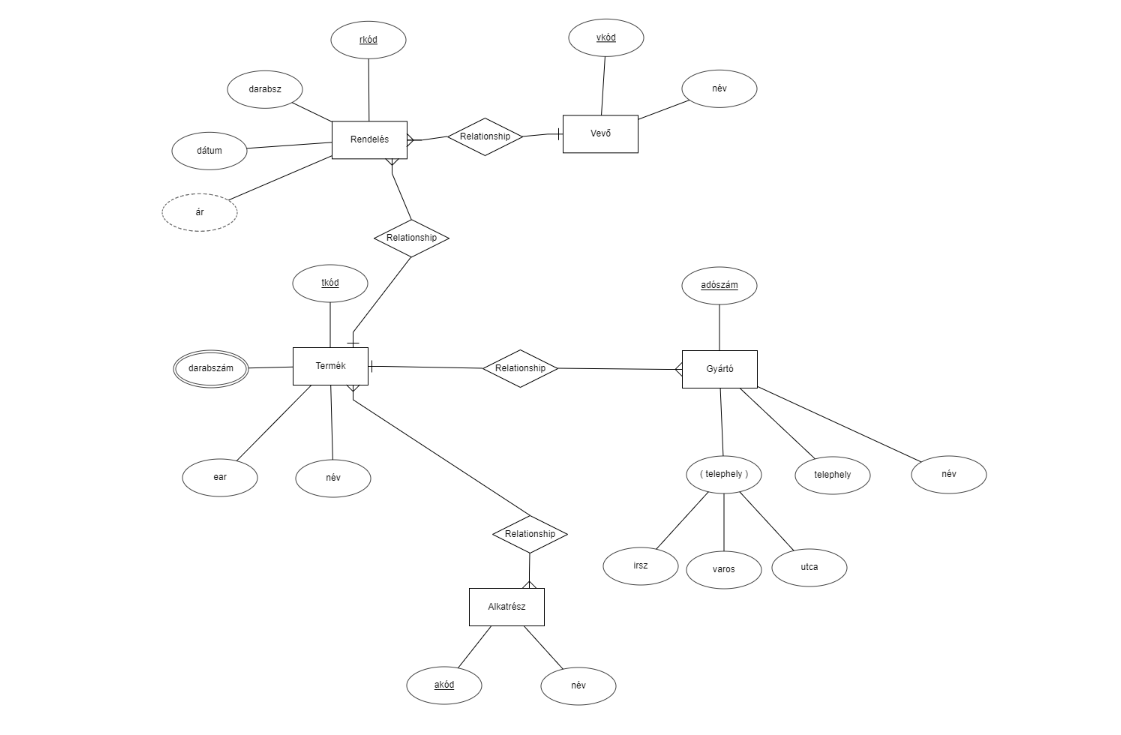 rkód
vkód
darabsz
név
Rendelés
Relationship
Vevő
dátum
ár
Relationship
tkód
adószám
darabszám
Termék
Relationship
Gyártó
ear
név
( telephely )
telephely
név
Relationship
irsz
varos
utca
Alkatrész
akód
név